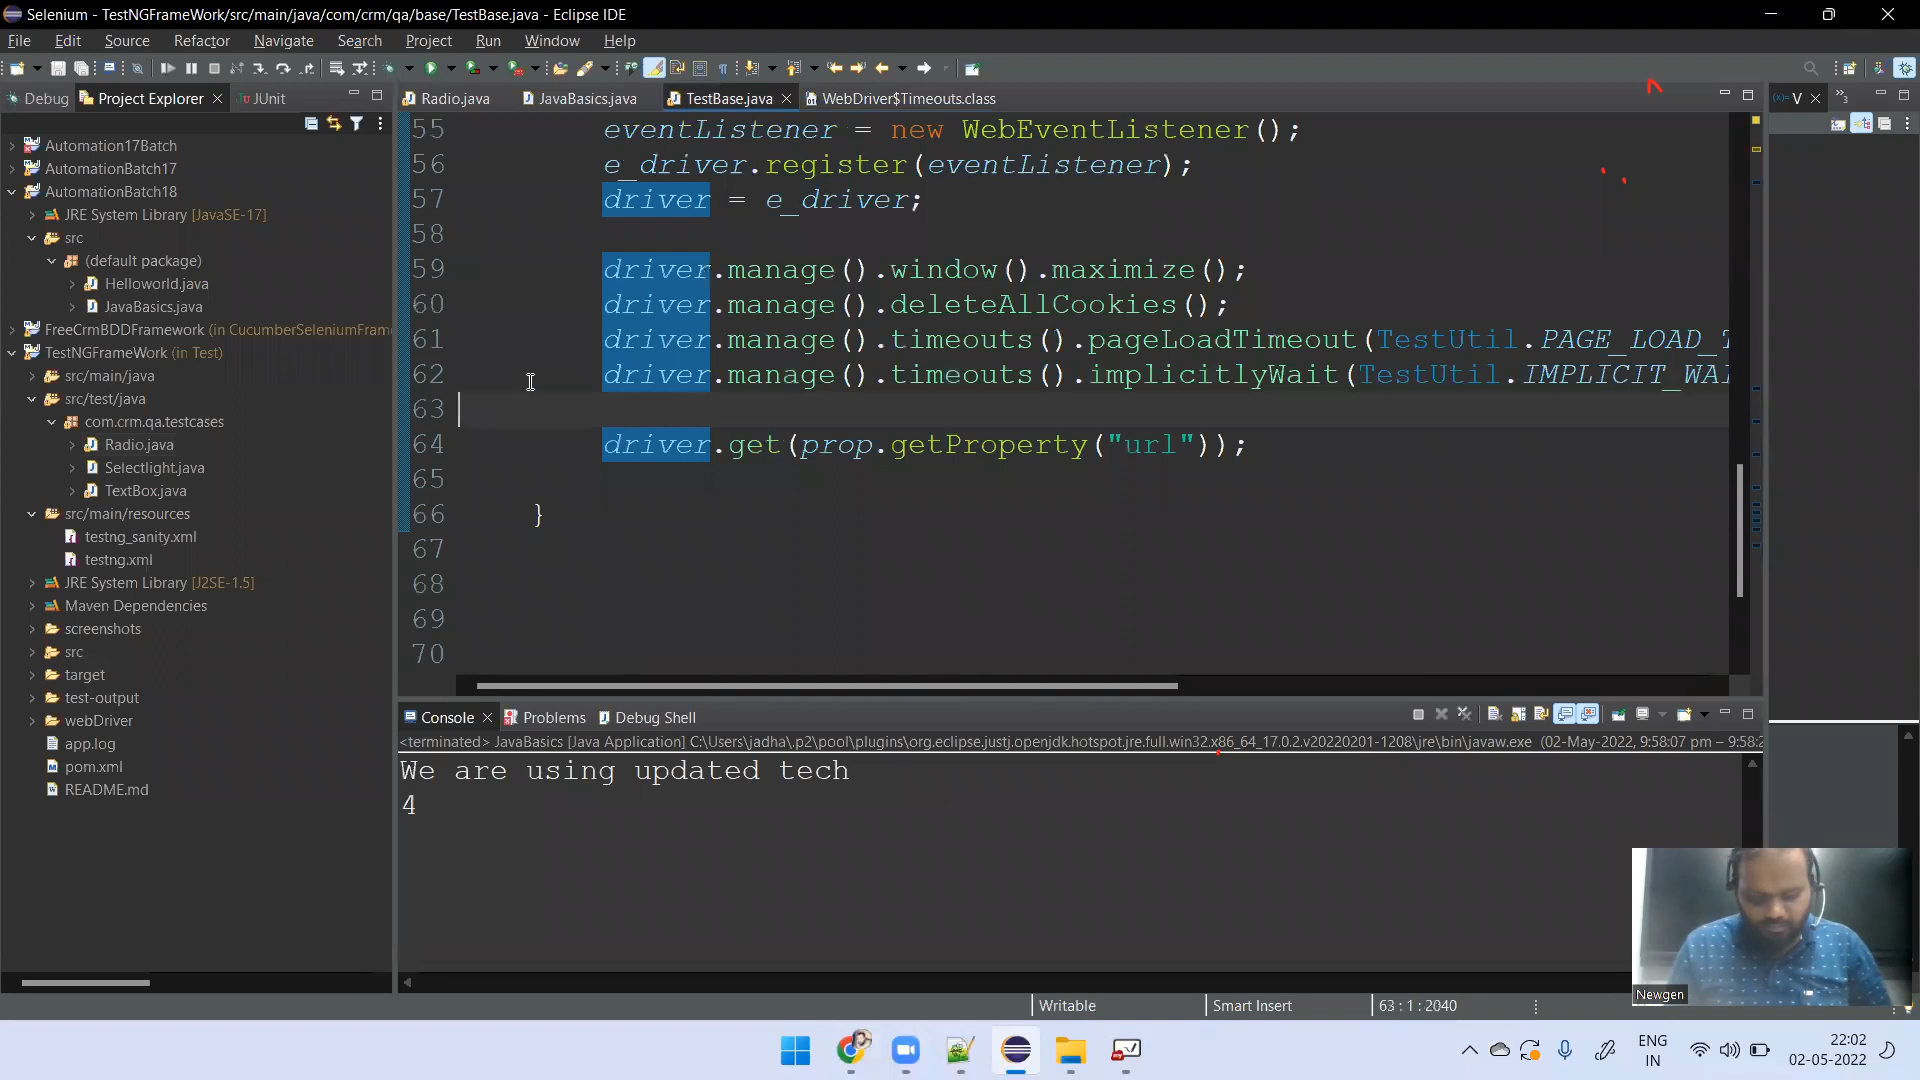 Selenium - TestNGFrameWork/src/main/java/com/crm/qa/base/TestBase.java - Eclipse IDE
File Edit Source Refactor Navigate Search Project Run Window Help
Debug Project Explorer JUnit
Radio.java JavaBasics.java TestBase.java WebDriver$Timeouts.class
(x)= V
Automation17Batch
AutomationBatch17
AutomationBatch18
JRE System Library [JavaSE-17]
src
(default package)
Helloworld.java
JavaBasics.java
FreeCrmBDDFramework (in CucumberSeleniumFram
TestNGFrameWork (in Test)
src/main/java
src/test/java
com.crm.qa.testcases
Radio.java
Selectlight.java
TextBox.java
src/main/resources
testng_sanity.xml
testng.xml
JRE System Library [J2SE-1.5]
Maven Dependencies
screenshots
src
target
test-output
webDriver
app.log
pom.xml
README.md
55 eventListener = new WebEventListener();
56 e_driver.register(eventListener);
57 driver = e_driver;
58
59 driver.manage().window().maximize();
60 driver.manage().deleteAllCookies();
61 driver.manage().timeouts().pageLoadTimeout(TestUtil.PAGE_LOAD_T
62 driver.manage().timeouts().implicitlyWait(TestUtil.IMPLICIT_WAI
63
64 driver.get(prop.getProperty("url"));
65
66 }
67
68
69
70
Console Problems Debug Shell
<terminated> JavaBasics [Java Application] C:\Users\jadha\.p2\pool\plugins\org.eclipse.justj.openjdk.hotspot.jre.full.win32.x86_64_17.0.2.v20220201-1208\jre\bin\javaw.exe (02-May-2022, 9:58:07 pm – 9:58:2
We are using updated tech
4
Newgen
Writable Smart Insert 63 : 1 : 2040
ENG
IN
22:02
02-05-2022